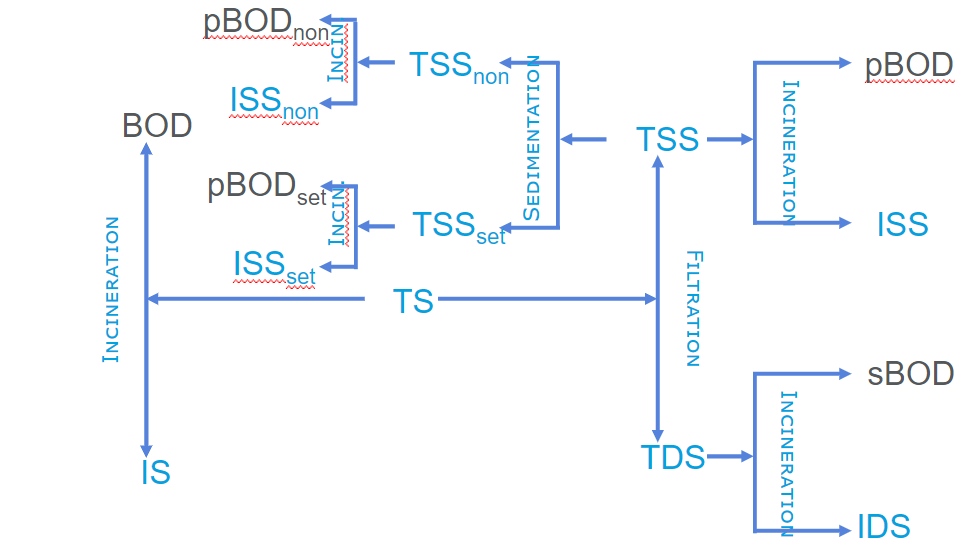 pBODnon
INCIN.
TSSnon
ISSnon
SEDIMENTATION
pBOD
INCINERATION
BOD
TSS
pBODset
INCIN.
TSSset
ISS
ISSset
INCINERATION
TS
FILTRATION
sBOD
IS
TDS
INCINERATION
IDS